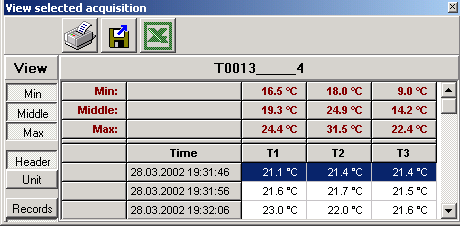 View selected acquisition
View T0013____4
Min Min: 16.5 °C 18.0 °C 9.0 °C
Middle Middle: 19.3 °C 24.9 °C 14.2 °C
Max Max: 24.4 °C 31.5 °C 22.4 °C
Header Time T1 T2 T3
Unit 28.03.2002 19:31:46 21.1 °C 21.4 °C 21.4 °C
28.03.2002 19:31:56 21.6 °C 21.7 °C 21.5 °C
Records 28.03.2002 19:32:06 23.0 °C 22.0 °C 21.6 °C